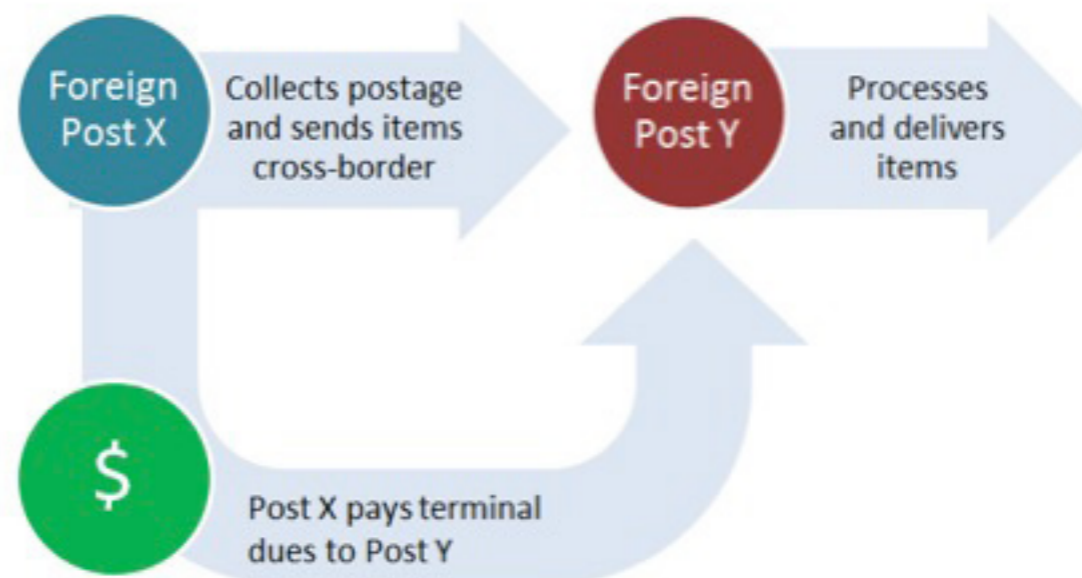 Foreign
Post X
Collects postage
and sends items
cross-border
Foreign
Post Y
Processes
and delivers
items
$
Post X pays terminal
dues to Post Y